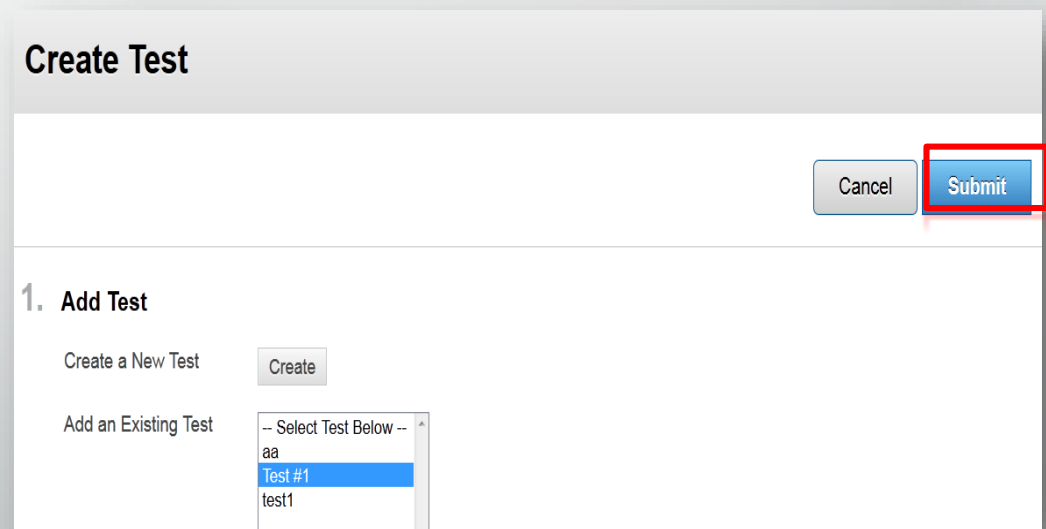 Create Test
Cancel Submit
1. Add Test
Create a New Test Create
Add an Existing Test -- Select Test Below --
aa
Test #1
test1